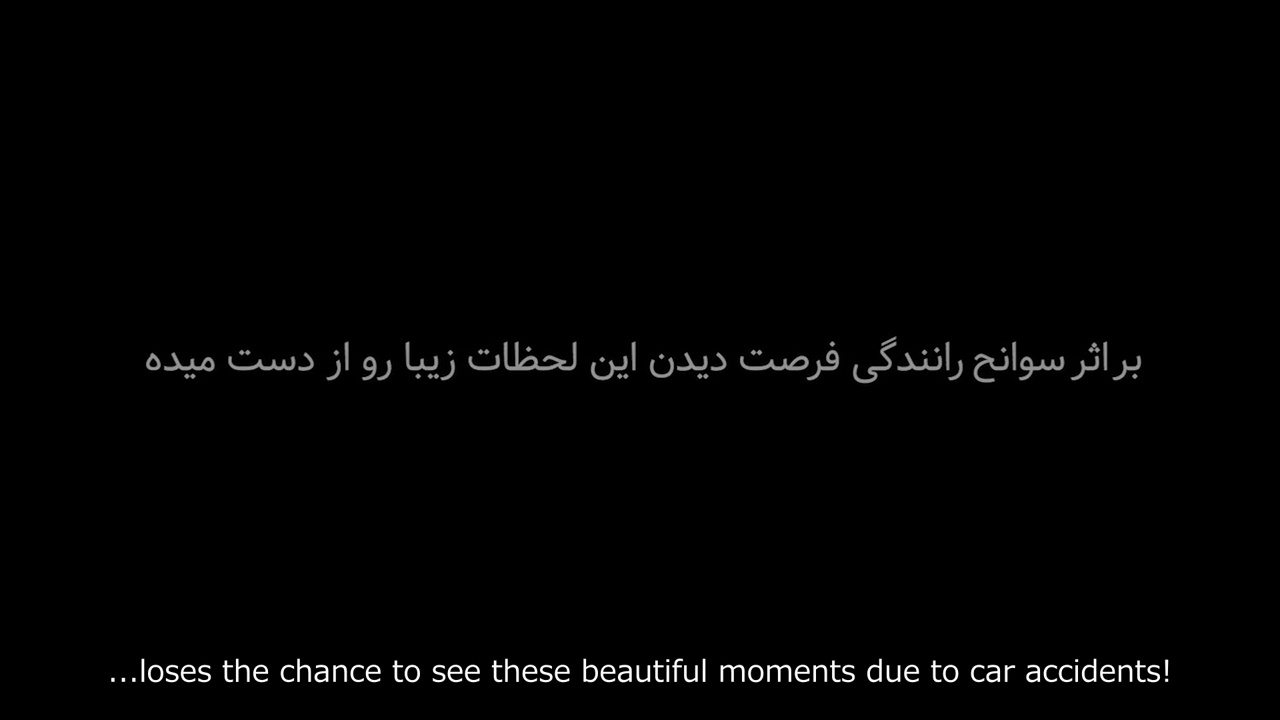 بر اثر سوانح رانندگی فرصت دیدن این لحظات زیبا رو از دست میده
...loses the chance to see these beautiful moments due to car accidents!